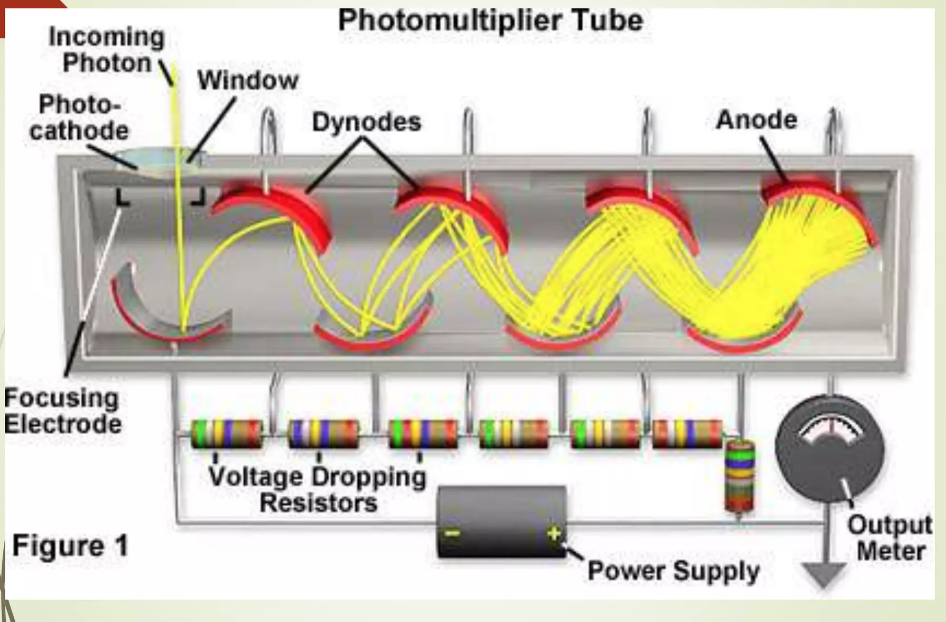 Photomultiplier Tube
Incoming
Photon
Window
Photo-
cathode
Dynodes
Anode
Focusing
Electrode
Voltage Dropping
Resistors
Output
Meter
- +
Power Supply
Figure 1